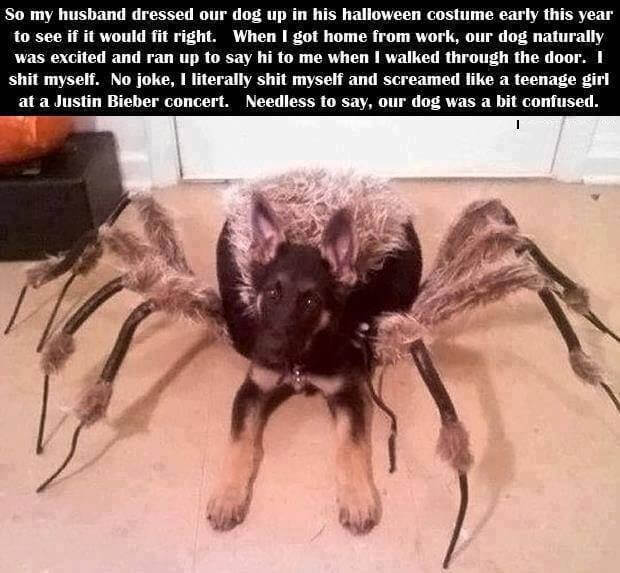 So my husband dressed our dog up in his halloween costume early this year
to see if it would fit right. When I got home from work, our dog naturally
was excited and ran up to say hi to me when I walked through the door. I
shit myself. No joke, I literally shit myself and screamed like a teenage girl
at a Justin Bieber concert. Needless to say, our dog was a bit confused.